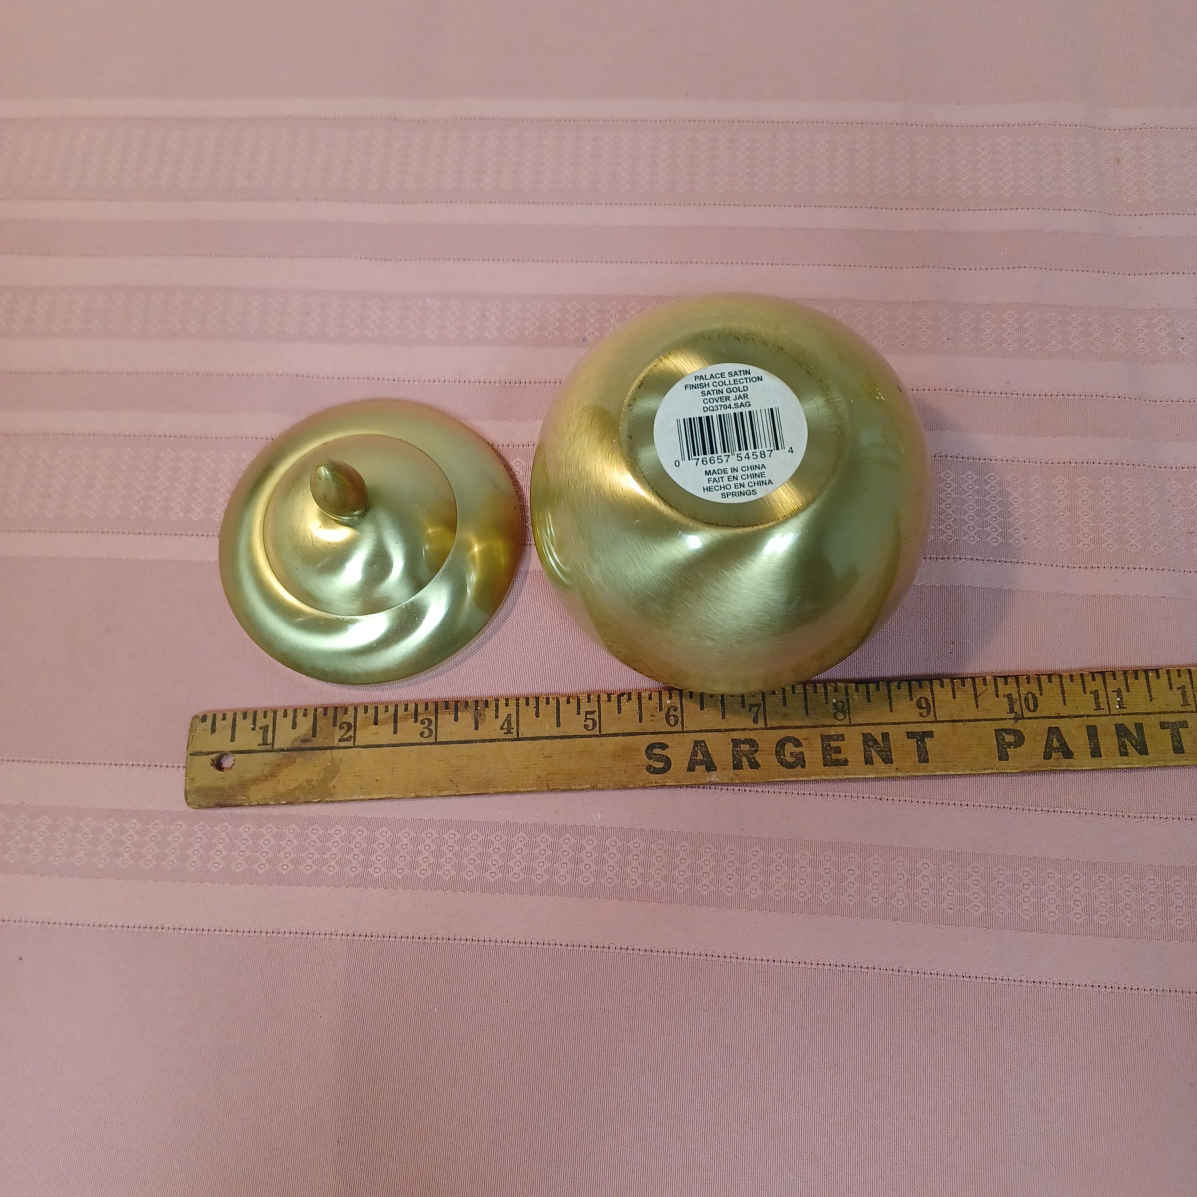 PALACE SATIN
FINISH COLLECTION
SATIN GOLD
COVER JAR
DQ3704.SAG
0 76657 54587 4
MADE IN CHINA
FAIT EN CHINE
HECHO EN CHINA
SPRINGS
1 2 3 4 5 6 7 8 9 10 11 1
SARGENT PAINT